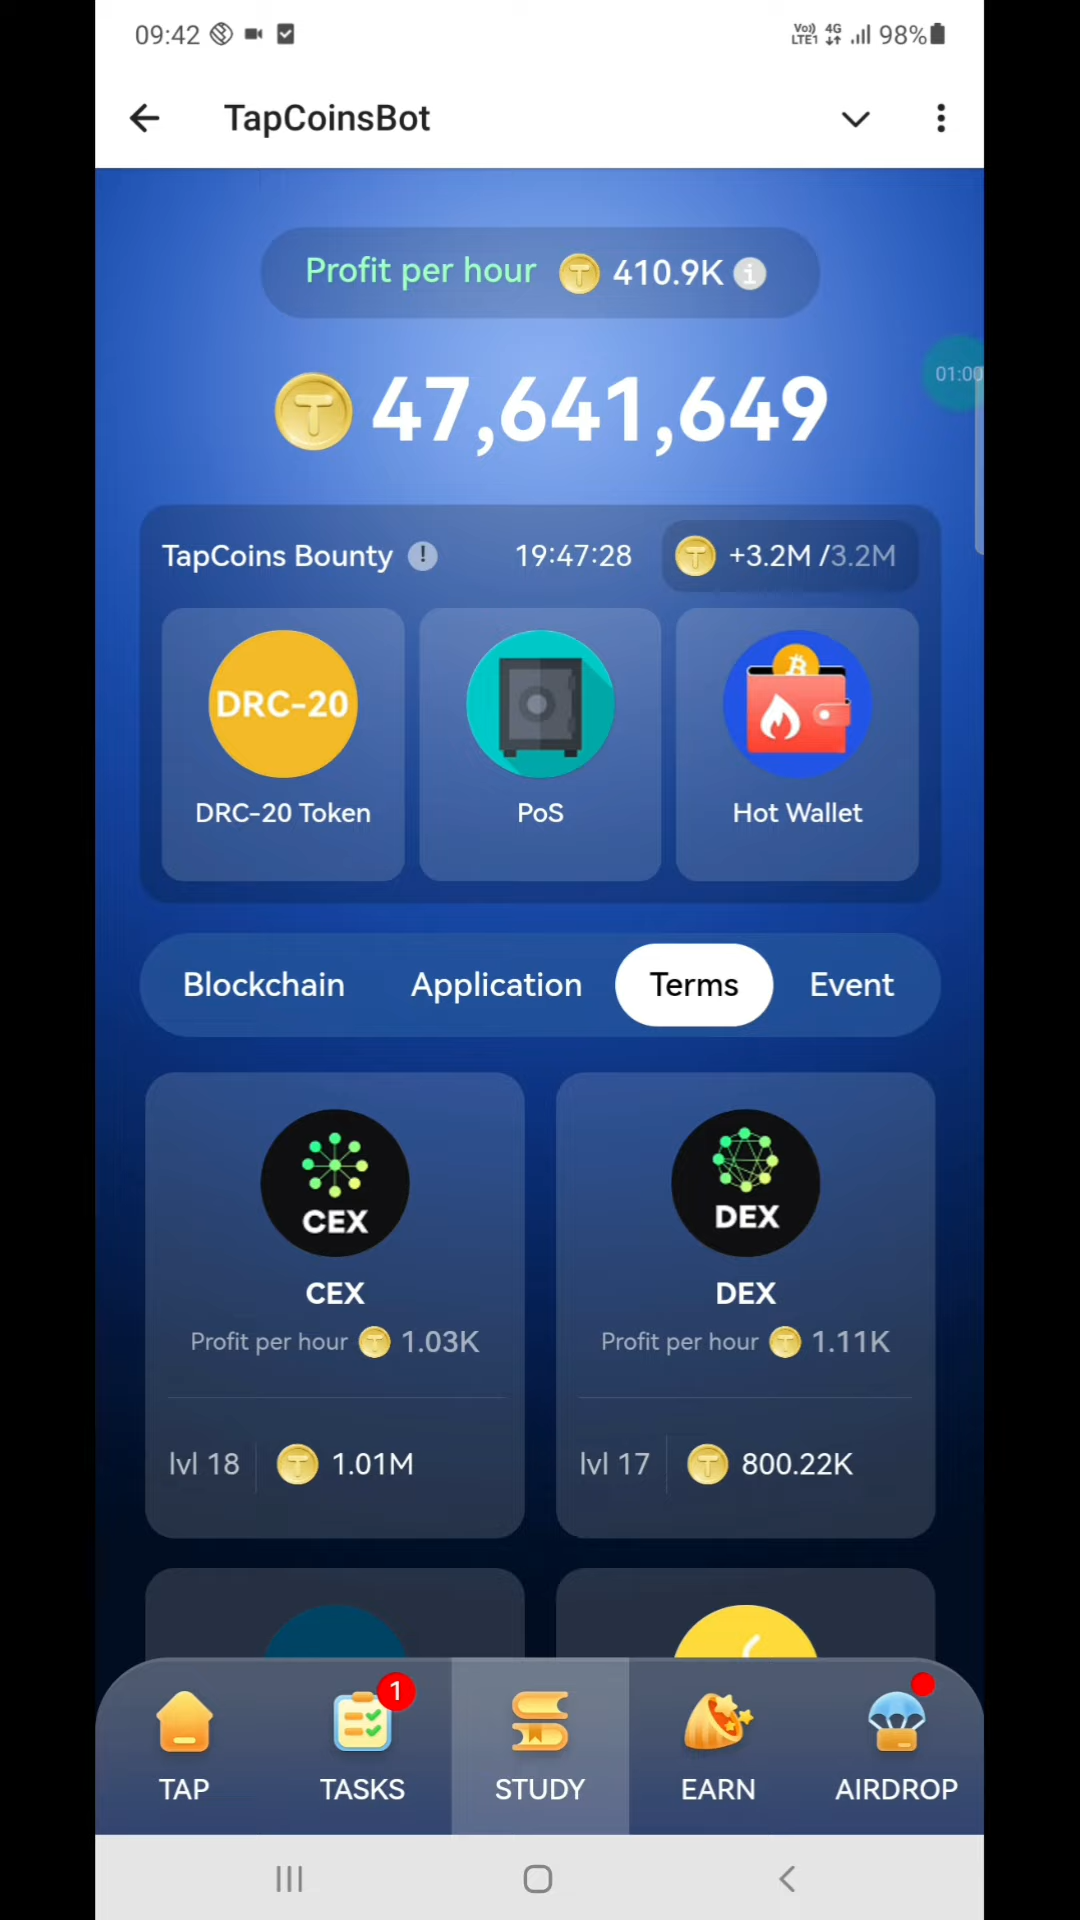 09:42 Vo)) LTE1 4G 98%
TapCoinsBot
Profit per hour 410.9K i
47,641,649
01:00
TapCoins Bounty ! 19:47:28 +3.2M /3.2M
DRC-20
DRC-20 Token PoS Hot Wallet
Blockchain Application Terms Event
CEX DEX
CEX DEX
Profit per hour 1.03K Profit per hour 1.11K
lvl 18 1.01M lvl 17 800.22K
1
TAP TASKS STUDY EARN AIRDROP